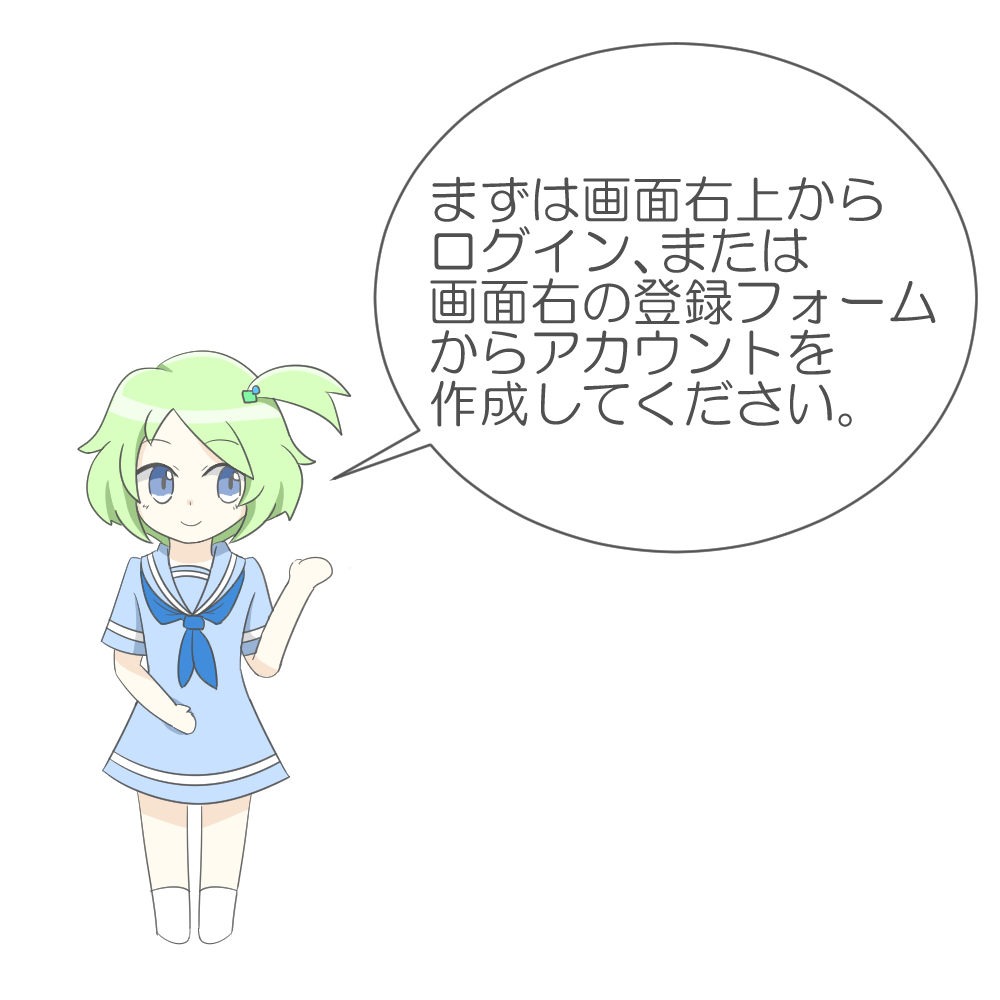 まずは画面右上から
ログイン、または
画面右の登録フォーム
からアカウントを
作成してください。